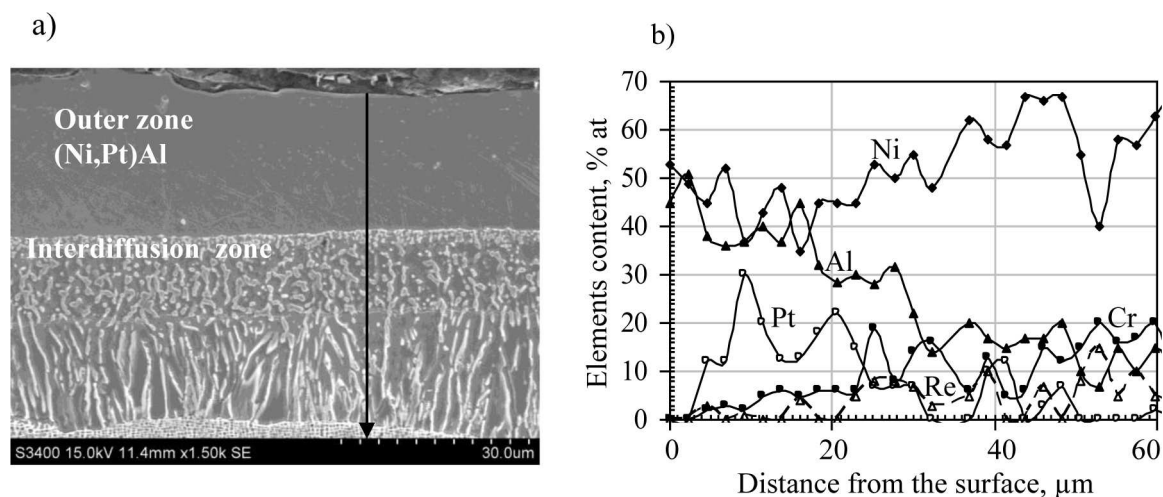 a)
Outer zone
(Ni,Pt)Al
Interdiffusion zone
S3400 15.0kV 11.4mm x1.50k SE 30.0um
b)
Elements content, % at
70
60
50
40
30
20
10
0
Ni
Al
Pt
Cr
Re
0 20 40 60
Distance from the surface, µm